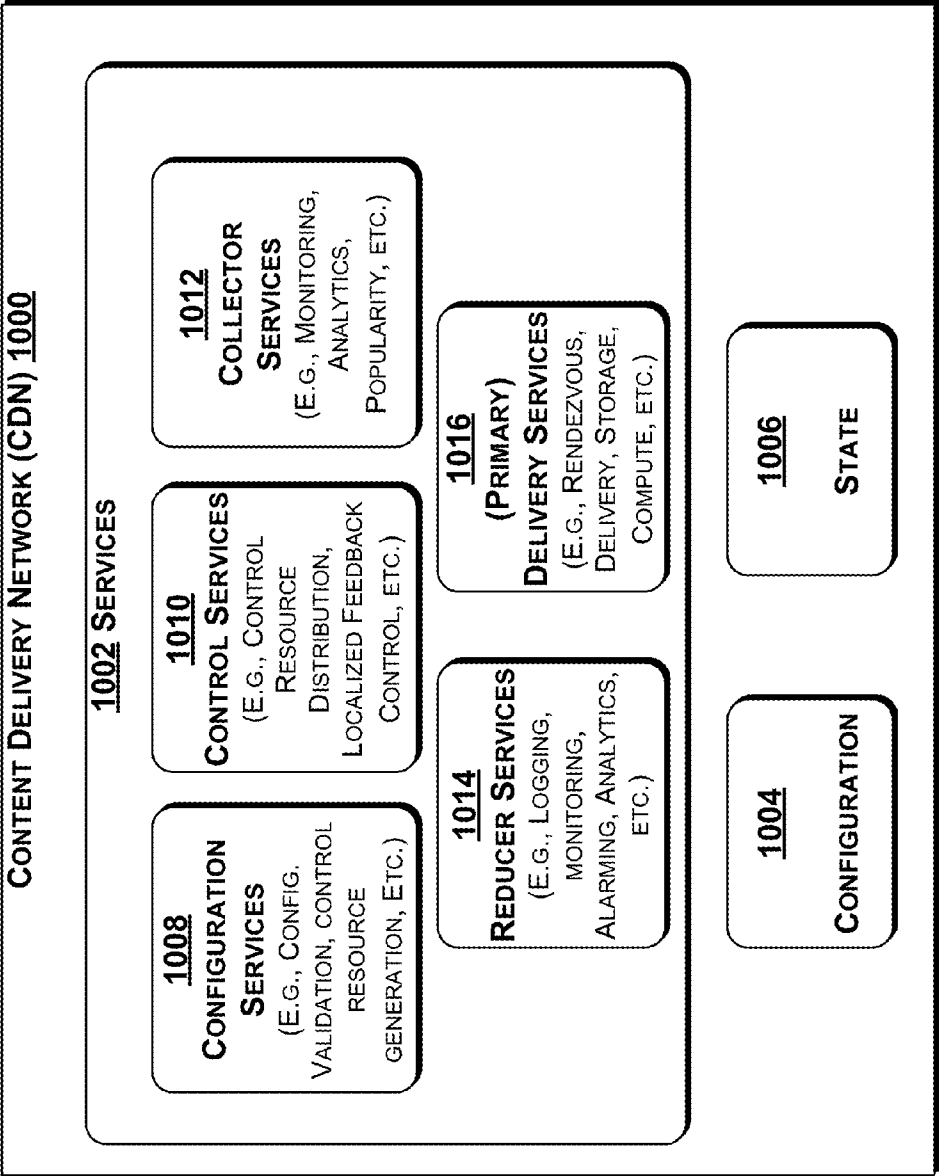 CONTENT DELIVERY NETWORK (CDN) 1000
1002 SERVICES
1008
CONFIGURATION
SERVICES
(E.G., CONFIG.
VALIDATION, CONTROL
RESOURCE
GENERATION, ETC.)
1010
CONTROL SERVICES
(E.G., CONTROL
RESOURCE
DISTRIBUTION,
LOCALIZED FEEDBACK
CONTROL, ETC.)
1012
COLLECTOR
SERVICES
(E.G., MONITORING,
ANALYTICS,
POPULARITY, ETC.)
1014
REDUCER SERVICES
(E.G., LOGGING,
MONITORING,
ALARMING, ANALYTICS,
ETC.)
1016
(PRIMARY)
DELIVERY SERVICES
(E.G., RENDEZVOUS,
DELIVERY, STORAGE,
COMPUTE, ETC.)
1004
CONFIGURATION
1006
STATE